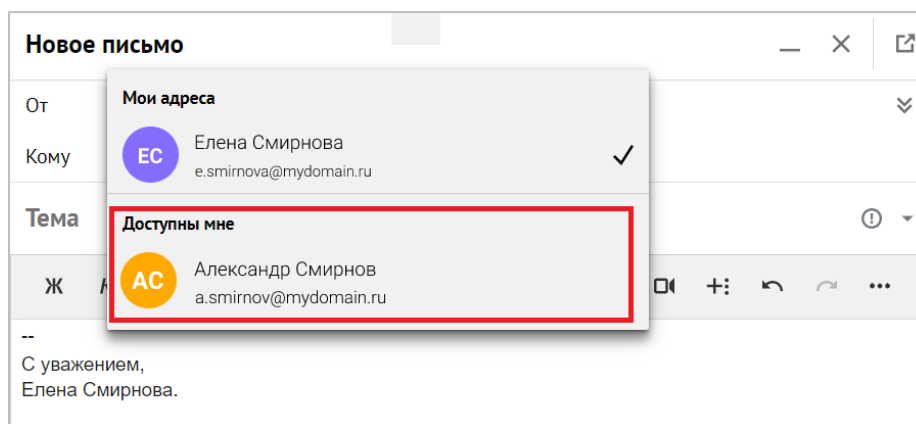 Новое письмо
От
Мои адреса
ЕС
Елена Смирнова
e.smirnova@mydomain.ru
Кому
Тема
Доступны мне
АС
Александр Смирнов
a.smirnov@mydomain.ru
Ж
--
С уважением,
Елена Смирнова.